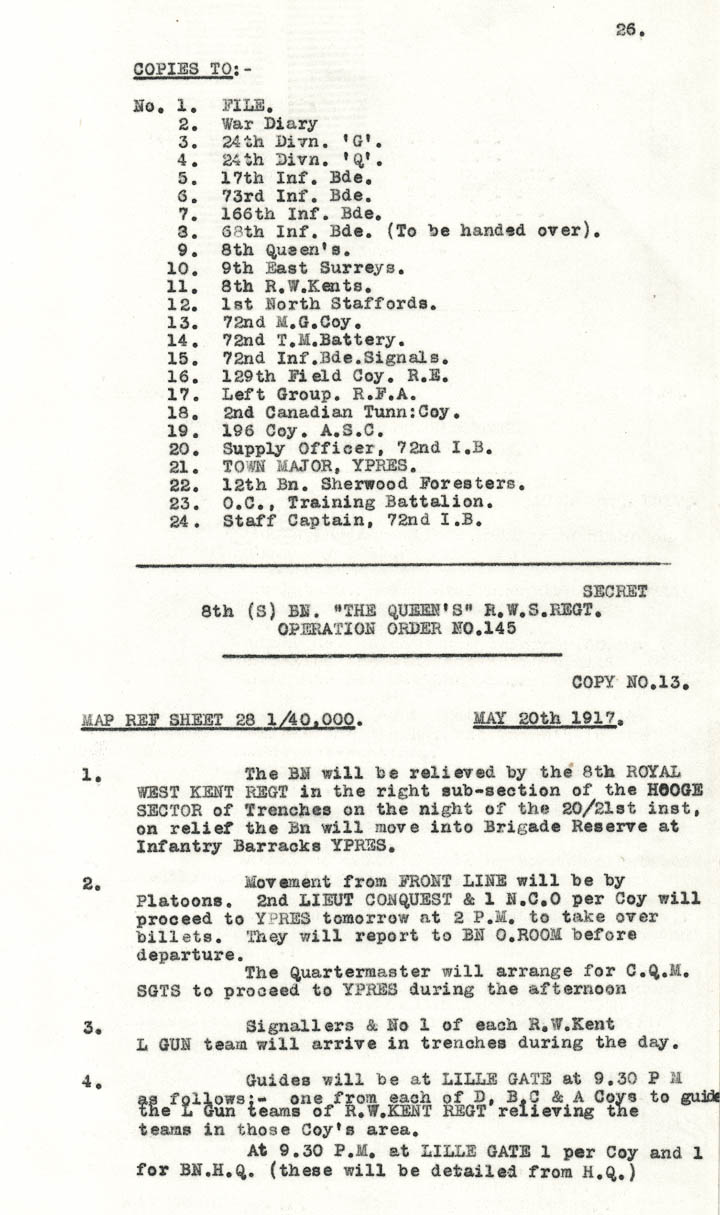 26.
COPIES TO:-
No. 1. FILE.
2. War Diary
3. 24th Divn. 'G'.
4. 24th Divn. 'Q'.
5. 17th Inf. Bde.
6. 73rd Inf. Bde.
7. 166th Inf. Bde.
8. 68th Inf. Bde. (To be handed over).
9. 8th Queen's.
10. 9th East Surreys.
11. 8th R.W.Kents.
12. 1st North Staffords.
13. 72nd M.G.Coy.
14. 72nd T.M.Battery.
15. 72nd Inf.Bde.Signals.
16. 129th Field Coy. R.E.
17. Left Group. R.F.A.
18. 2nd Canadian Tunn:Coy.
19. 196 Coy. A.S.C.
20. Supply Officer, 72nd I.B.
21. TOWN MAJOR, YPRES.
22. 12th Bn. Sherwood Foresters.
23. O.C., Training Battalion.
24. Staff Captain, 72nd I.B.
SECRET
8th (S) BN. "THE QUEEN'S" R.W.S.REGT.
OPERATION ORDER NO.145
COPY NO.13.
MAP REF SHEET 28 1/40,000. MAY 20th 1917.
1. The BN will be relieved by the 8th ROYAL
WEST KENT REGT in the right sub-section of the HOOGE
SECTOR of Trenches on the night of the 20/21st inst,
on relief the Bn will move into Brigade Reserve at
Infantry Barracks YPRES.
2. Movement from FRONT LINE will be by
Platoons. 2nd LIEUT CONQUEST & 1 N.C.O per Coy will
proceed to YPRES tomorrow at 2 P.M. to take over
billets. They will report to BN O.ROOM before
departure.
The Quartermaster will arrange for C.Q.M.
SGTS to proceed to YPRES during the afternoon
3. Signallers & No 1 of each R.W.Kent
L GUN team will arrive in trenches during the day.
4. Guides will be at LILLE GATE at 9.30 P M
as follows:- one from each of D, B,C & A Coys to guide
the L Gun teams of R.W.KENT REGT relieving the
teams in those Coy's area.
At 9.30 P.M. at LILLE GATE 1 per Coy and 1
for BN.H.Q. (these will be detailed from H.Q.)